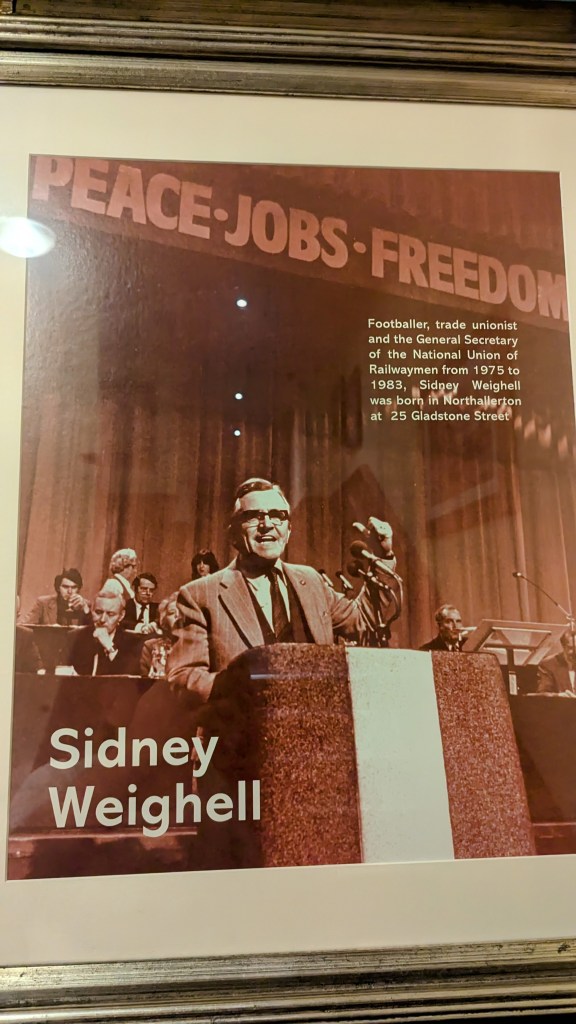 PEACE·JOBS·FREEDOM
Footballer, trade unionist
and the General Secretary
of the National Union of
Railwaymen from 1975 to
1983, Sidney Weighell
was born in Northallerton
at 25 Gladstone Street
Sidney
Weighell